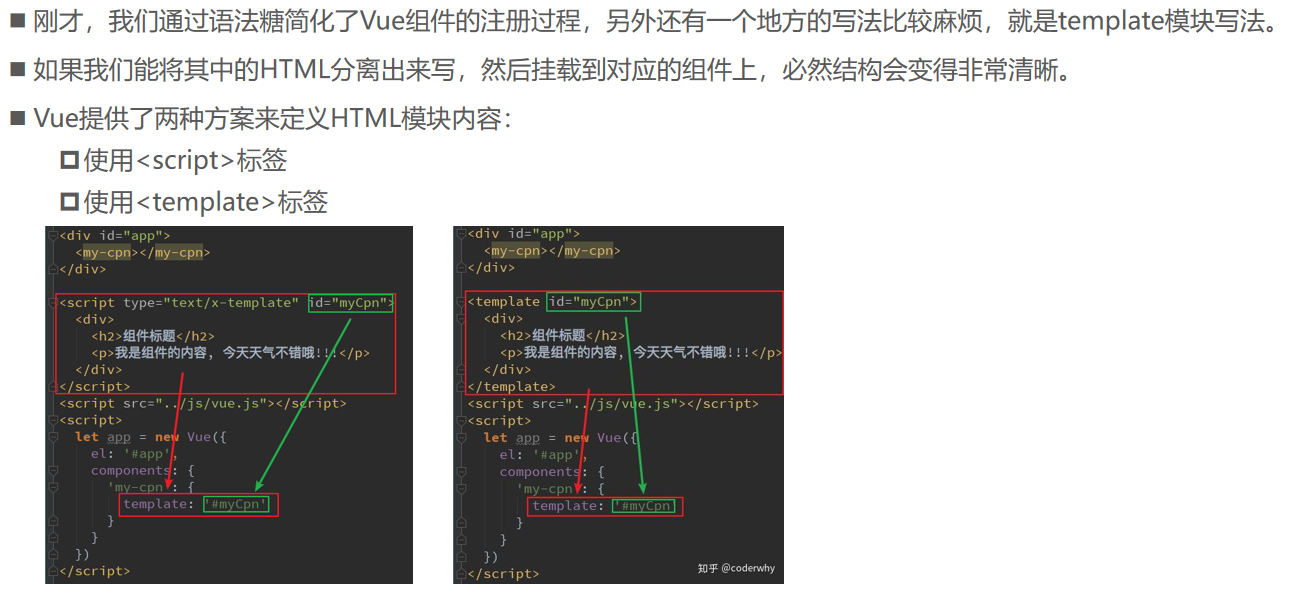 ■ 刚才，我们通过语法糖简化了Vue组件的注册过程，另外还有一个地方的写法比较麻烦，就是template模块写法。
■ 如果我们能将其中的HTML分离出来写，然后挂载到对应的组件上，必然结构会变得非常清晰。
■ Vue提供了两种方案来定义HTML模块内容：
使用<script>标签
使用<template>标签
<div id="app">
<my-cpn></my-cpn>
</div>
<script type="text/x-template" id="myCpn">
<div>
<h2>组件标题</h2>
<p>我是组件的内容, 今天天气不错哦!!!</p>
</div>
</script>
<script src="../js/vue.js"></script>
<script>
let app = new Vue({
el: '#app',
components: {
'my-cpn': {
template: '#myCpn'
}
}
})
</script>
<div id="app">
<my-cpn></my-cpn>
</div>
<template id="myCpn">
<div>
<h2>组件标题</h2>
<p>我是组件的内容, 今天天气不错哦!!!</p>
</div>
</template>
<script src="../js/vue.js"></script>
<script>
let app = new Vue({
el: '#app',
components: {
'my-cpn': {
template: '#myCpn'
}
}
})
</script>
知乎 @coderwhy